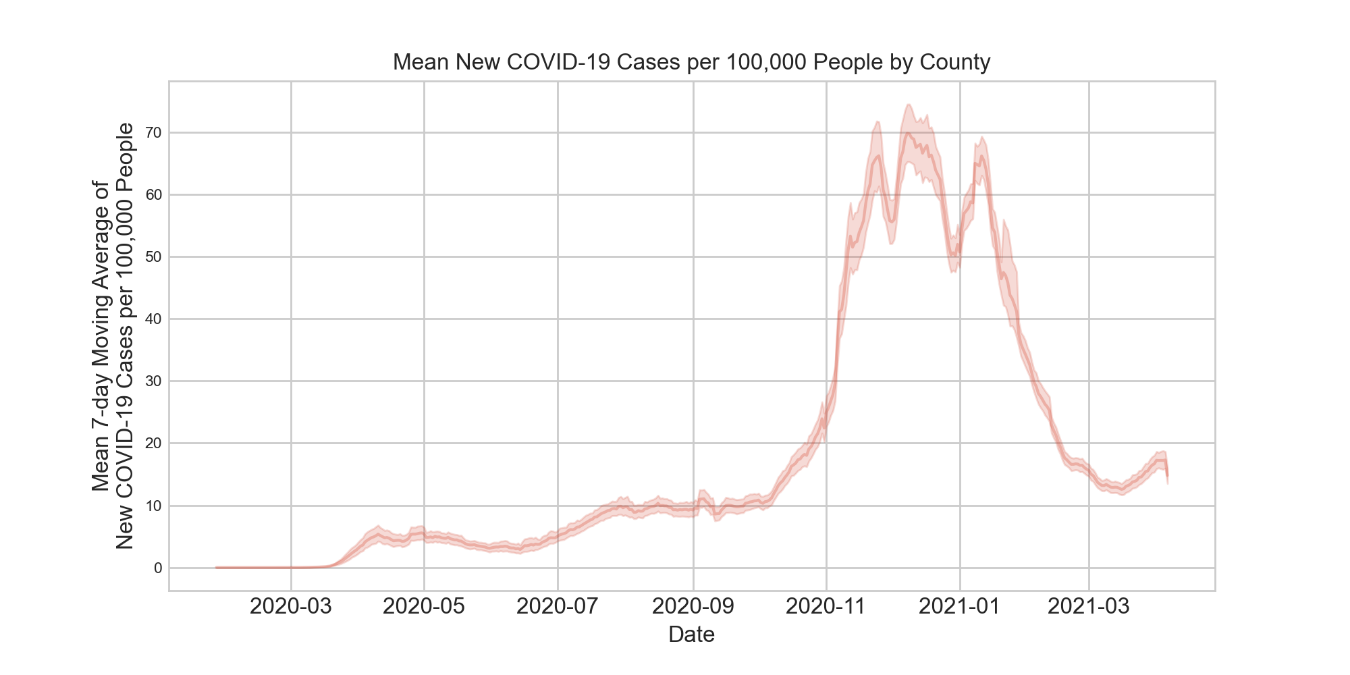 Mean New COVID-19 Cases per 100,000 People by County
Mean 7-day Moving Average of
New COVID-19 Cases per 100,000 People
70
60
50
40
30
20
10
0
2020-03 2020-05 2020-07 2020-09 2020-11 2021-01 2021-03
Date